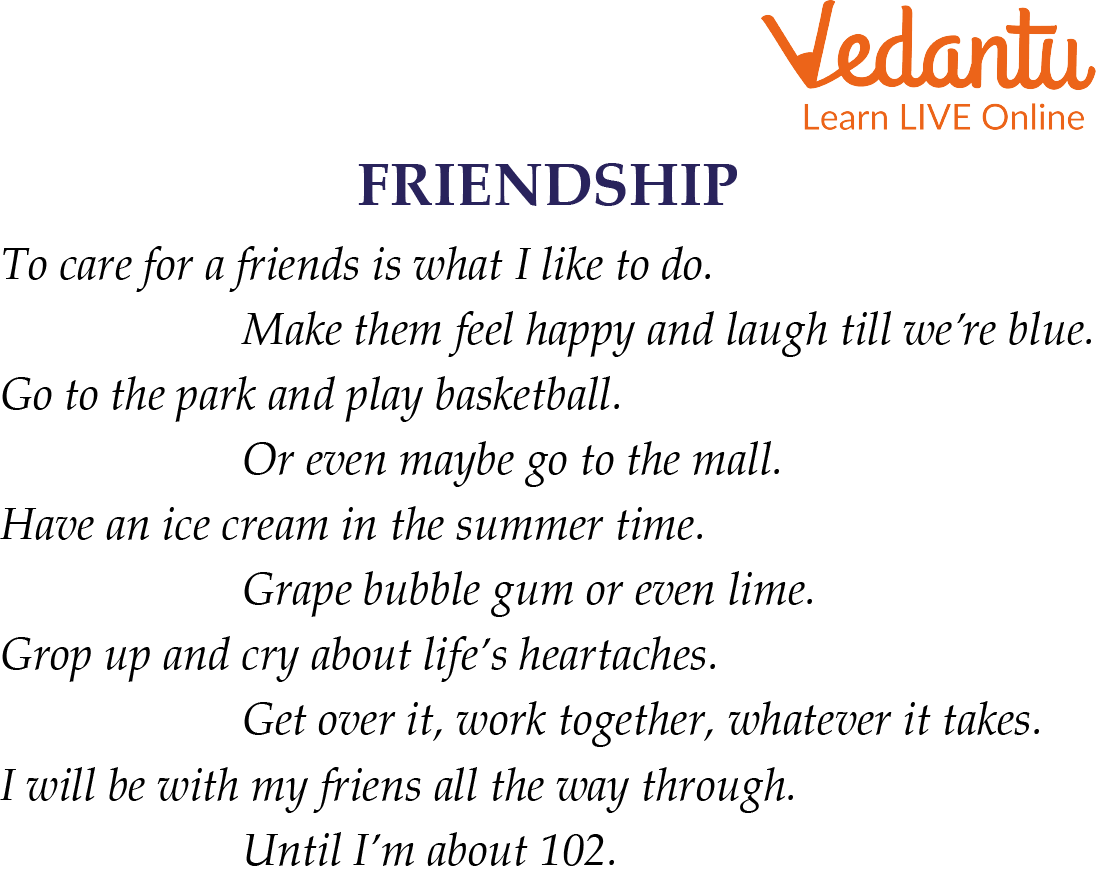 Vedantu
Learn LIVE Online
FRIENDSHIP
To care for a friends is what I like to do.
Make them feel happy and laugh till we’re blue.
Go to the park and play basketball.
Or even maybe go to the mall.
Have an ice cream in the summer time.
Grape bubble gum or even lime.
Grop up and cry about life’s heartaches.
Get over it, work together, whatever it takes.
I will be with my friens all the way through.
Until I’m about 102.